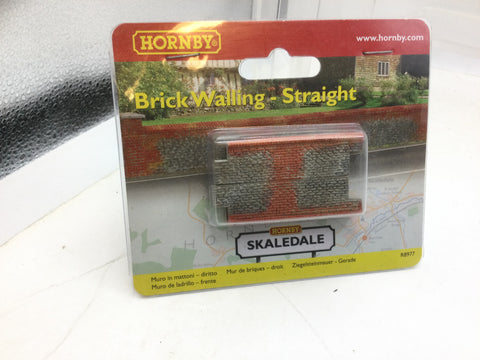 HORNBY®
www.hornby.com
Brick Walling - Straight
HORNBY
SKALEDALE
Muro in mattoni – diritto Mur de briques – droit Ziegelsteinmauer - Gerade
Muro de ladrillo – frente
R8977